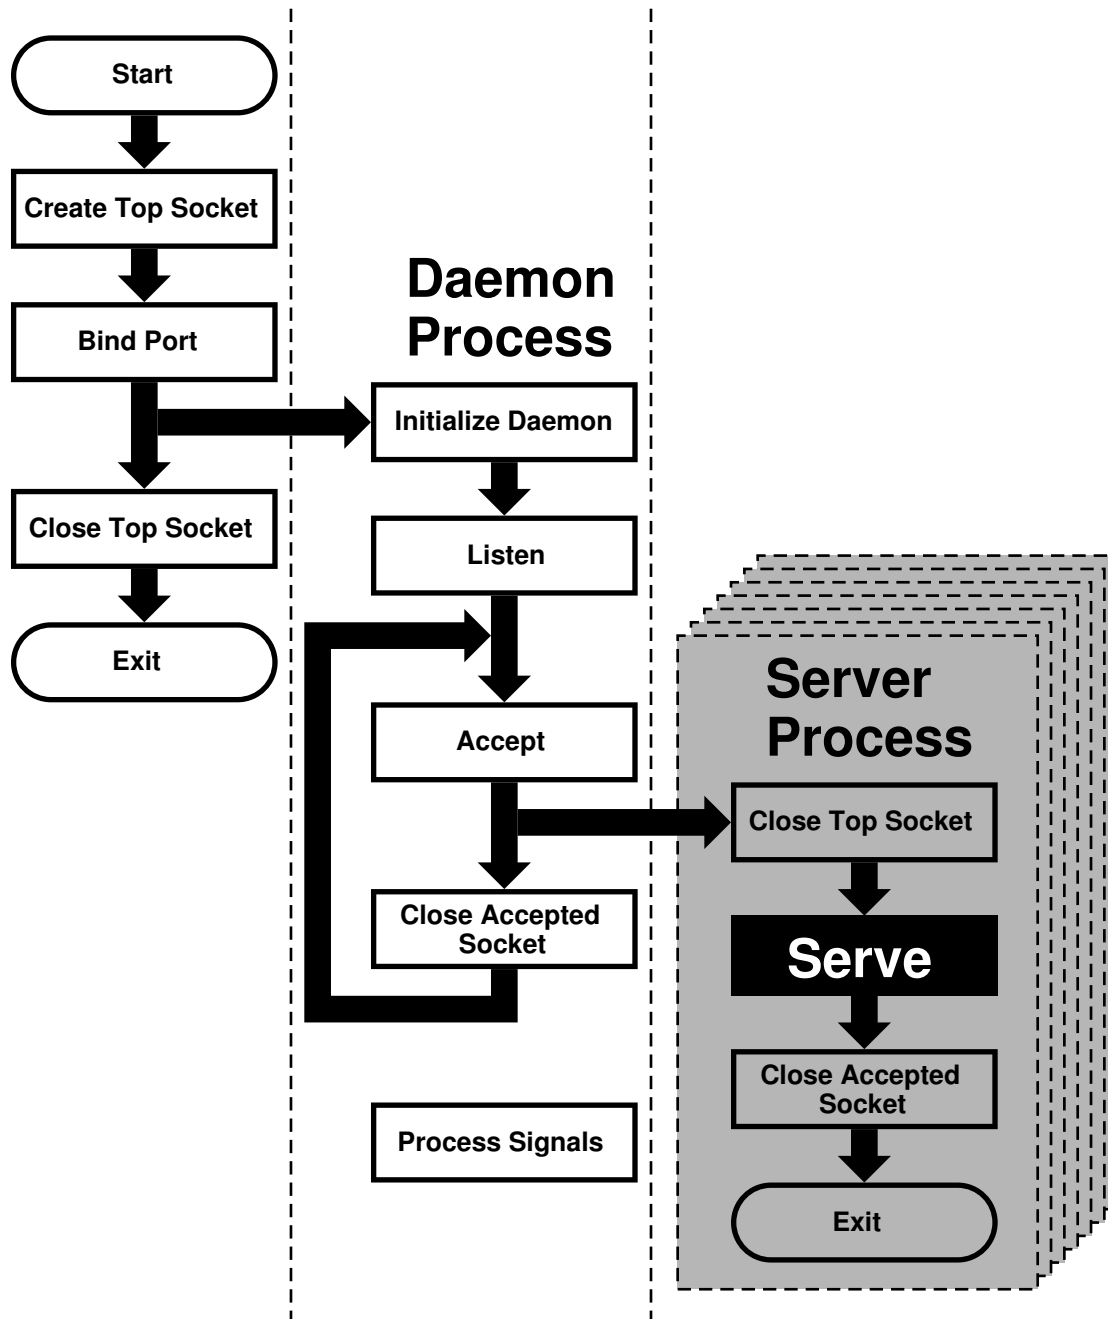 Start
Create Top Socket
Bind Port
Close Top Socket
Exit
Daemon
Process
Initialize Daemon
Listen
Accept
Close Accepted
Socket
Process Signals
Server
Process
Close Top Socket
Serve
Close Accepted
Socket
Exit